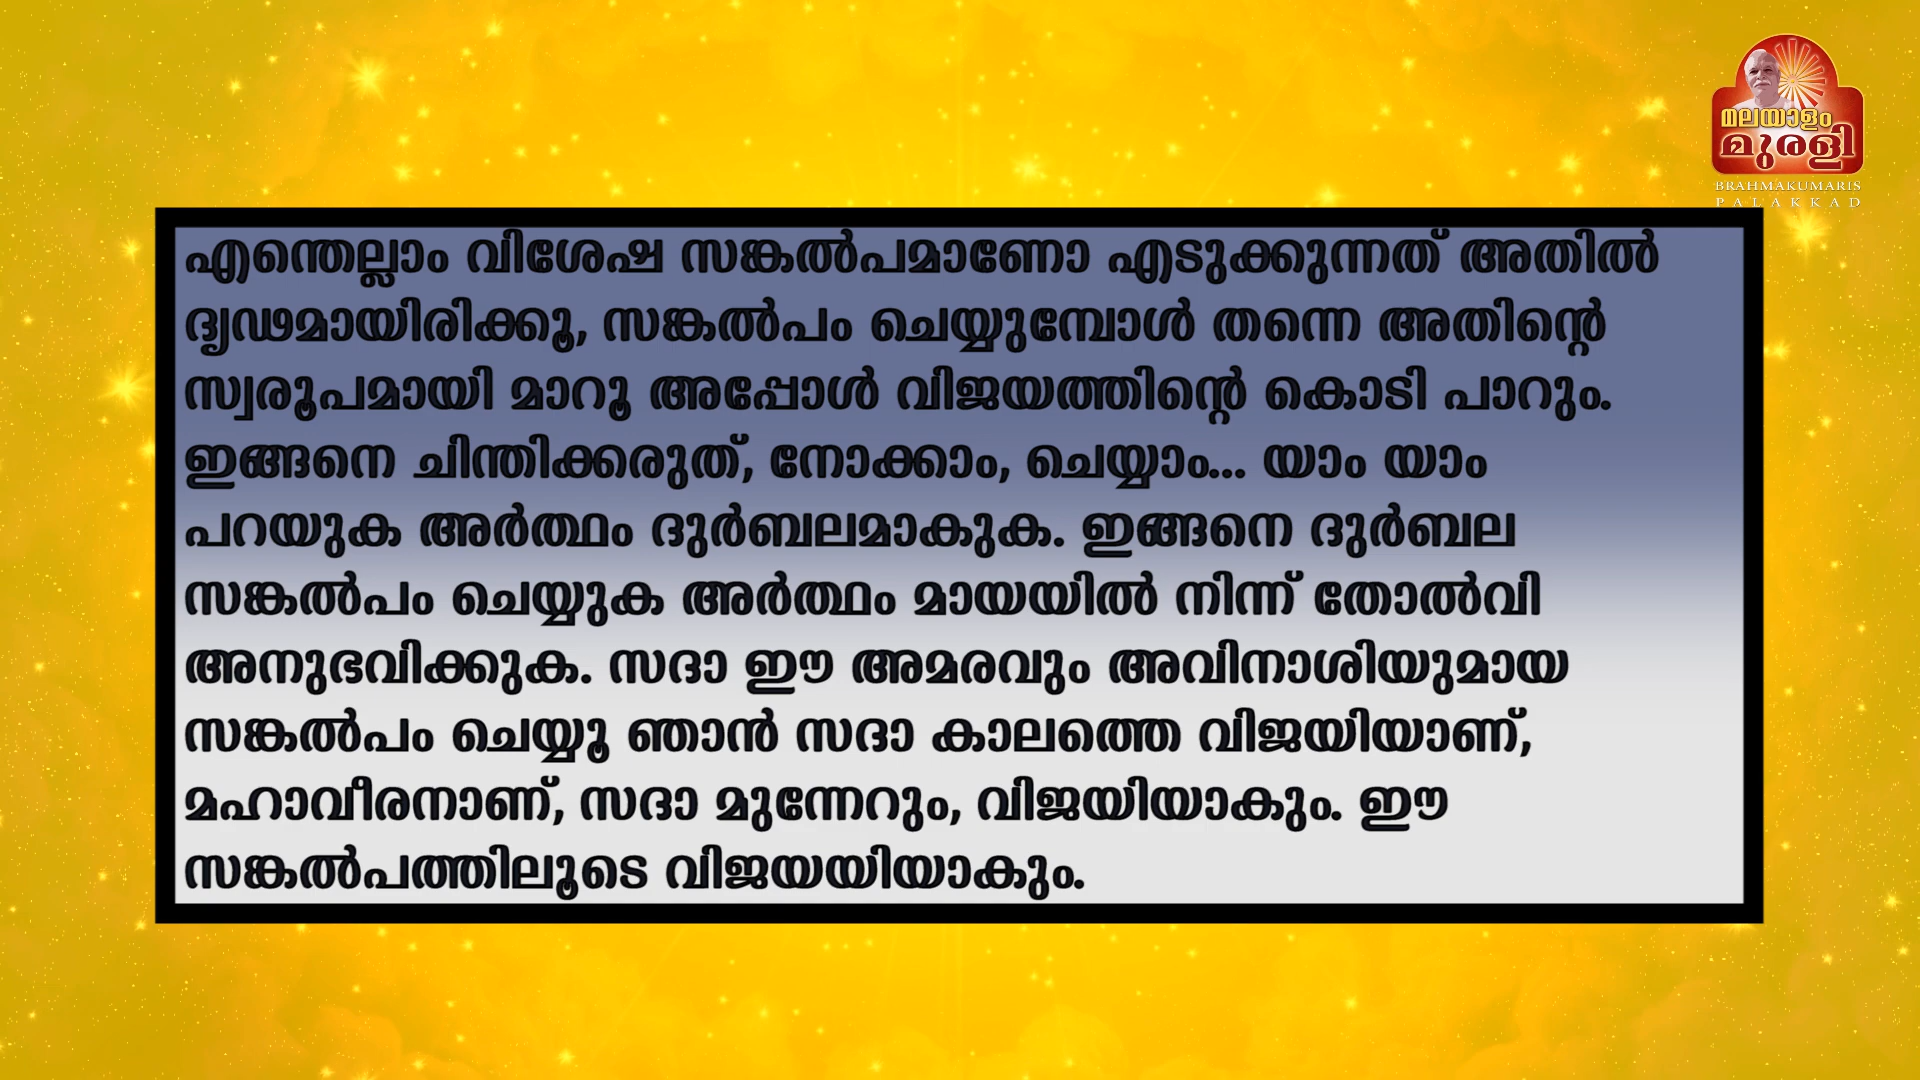 മലയാളം
മുരളി
BRAHMAKUMARIS
PALAKKAD
എന്തെല്ലാം വിശേഷ സങ്കൽപമാണോ എടുക്കുന്നത് അതിൽ
ദൃഢമായിരിക്കൂ, സങ്കൽപം ചെയ്യുമ്പോൾ തന്നെ അതിന്റെ
സ്വരൂപമായി മാറൂ അപ്പോൾ വിജയത്തിന്റെ കൊടി പാറും.
ഇങ്ങനെ ചിന്തിക്കരുത്, നോക്കാം, ചെയ്യാം... യാം യാം
പറയുക അർത്ഥം ദുർബലമാകുക. ഇങ്ങനെ ദുർബല
സങ്കൽപം ചെയ്യുക അർത്ഥം മായയിൽ നിന്ന് തോൽവി
അനുഭവിക്കുക. സദാ ഈ അമരവും അവിനാശിയുമായ
സങ്കൽപം ചെയ്യൂ ഞാൻ സദാ കാലത്തെ വിജയിയാണ്,
മഹാവീരനാണ്, സദാ മുന്നേറും, വിജയിയാകും. ഈ
സങ്കൽപത്തിലൂടെ വിജയയിയാകും.